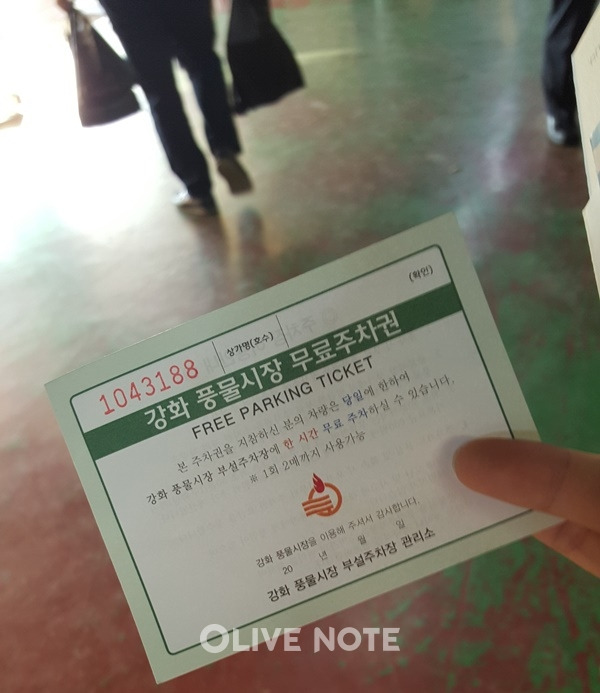 상가명(호수)
(확인)
1043188
강화 풍물시장 무료주차권
FREE PARKING TICKET
본 주차권을 지참하신 분의 차량은 당일에 한하여
강화 풍물시장 부설주차장에 한 시간 무료 주차하실 수 있습니다.
※ 1회 2매까지 사용가능
강화 풍물시장을 이용해 주셔서 감사합니다.
20 년 월 일
강화 풍물시장 부설주차장 관리소
OLIVE NOTE